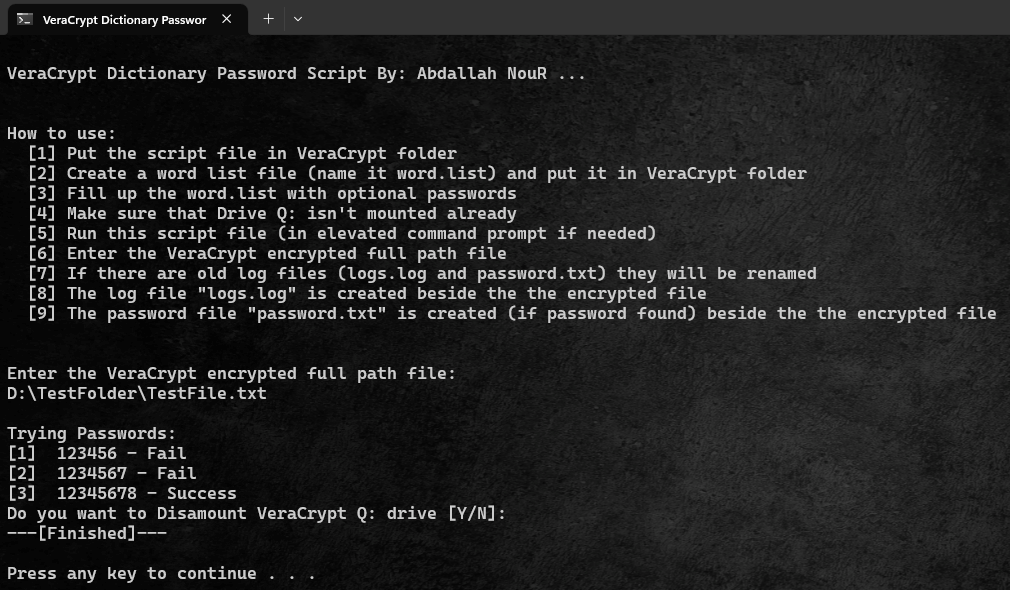 VeraCrypt Dictionary Passwor
VeraCrypt Dictionary Password Script By: Abdallah NouR ...
How to use:
[1] Put the script file in VeraCrypt folder
[2] Create a word list file (name it word.list) and put it in VeraCrypt folder
[3] Fill up the word.list with optional passwords
[4] Make sure that Drive Q: isn't mounted already
[5] Run this script file (in elevated command prompt if needed)
[6] Enter the VeraCrypt encrypted full path file
[7] If there are old log files (logs.log and password.txt) they will be renamed
[8] The log file "logs.log" is created beside the the encrypted file
[9] The password file "password.txt" is created (if password found) beside the the encrypted file
Enter the VeraCrypt encrypted full path file:
D:\TestFolder\TestFile.txt
Trying Passwords:
[1]  123456 - Fail
[2]  1234567 - Fail
[3]  12345678 - Success
Do you want to Disamount VeraCrypt Q: drive [Y/N]:
---[Finished]---
Press any key to continue . . .